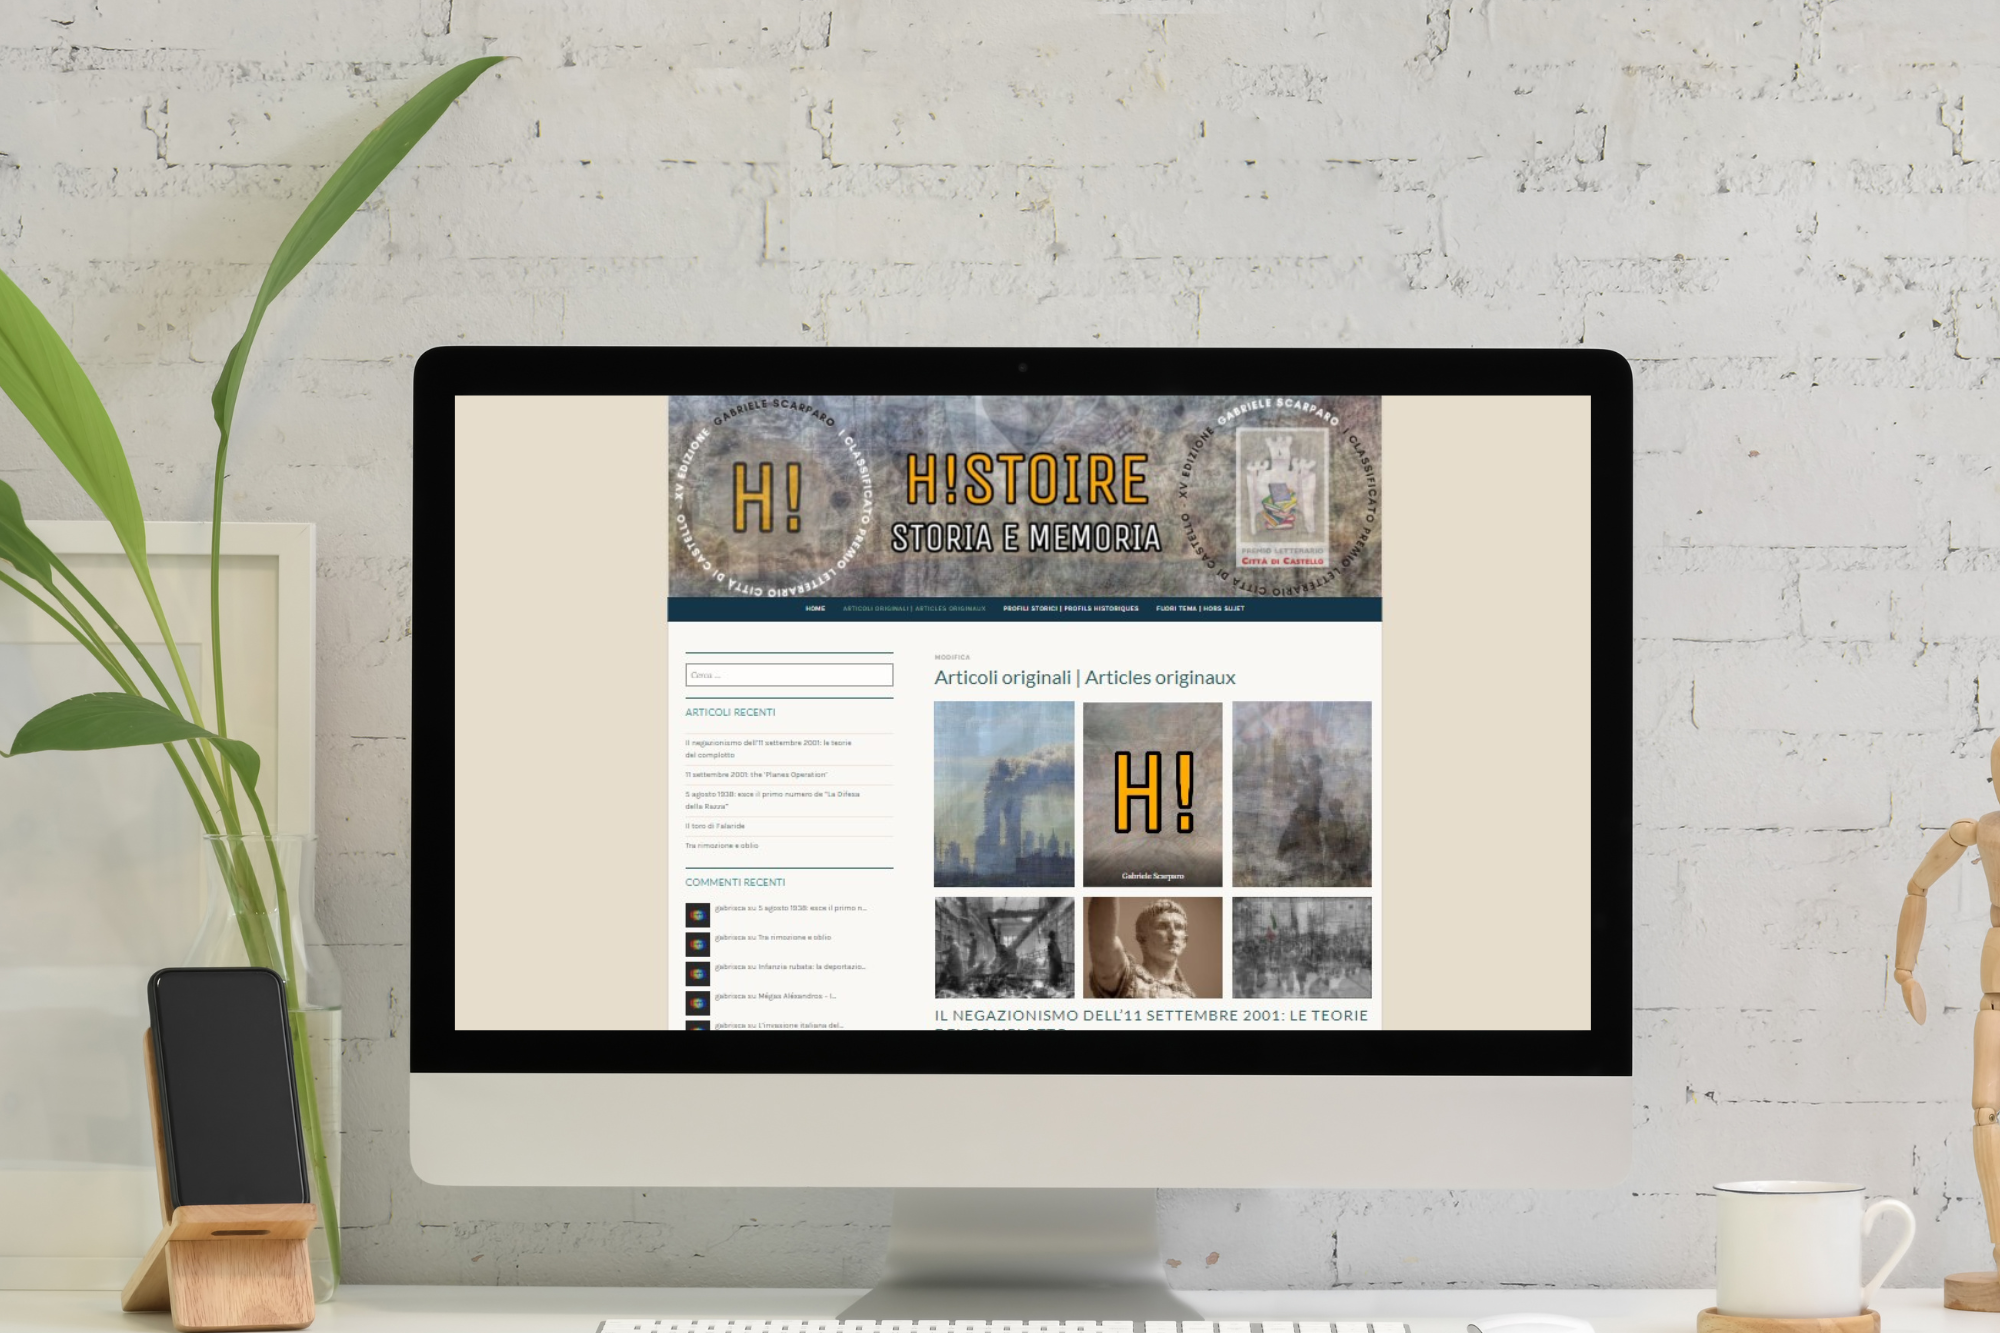 GABRIELE SCARPARO
I CLASSIFICATO PREMIO LETTERARIO CITTÀ DI CASTELLO - XV EDIZIONE
H!
H!STOIRE
STORIA E MEMORIA
GABRIELE SCARPARO
I CLASSIFICATO PREMIO LETTERARIO CITTÀ DI CASTELLO - XV EDIZIONE
PREMIO LETTERARIO
CITTÀ DI CASTELLO
HOME ARTICOLI ORIGINALI | ARTICLES ORIGINAUX PROFILI STORICI | PROFILS HISTORIQUES FUORI TEMA | HORS SUJET
Cerca ...
ARTICOLI RECENTI
Il negazionismo dell'11 settembre 2001: le teorie
del complotto
11 settembre 2001: the 'Planes Operation'
5 agosto 1938: esce il primo numero de "La Difesa
della Razza"
Il toro di Falaride
Tra rimozione e oblio
COMMENTI RECENTI
gabrisca su 5 agosto 1938: esce il primo n...
gabrisca su Tra rimozione e oblio
gabrisca su Infanzia rubata: la deportazio...
gabrisca su Mégas Aléxandros – I...
gabrisca su L'invasione italiana del...
MODIFICA
Articoli originali | Articles originaux
H!
Gabriele Scarparo
IL NEGAZIONISMO DELL'11 SETTEMBRE 2001: LE TEORIE
DEL COMPLOTTO